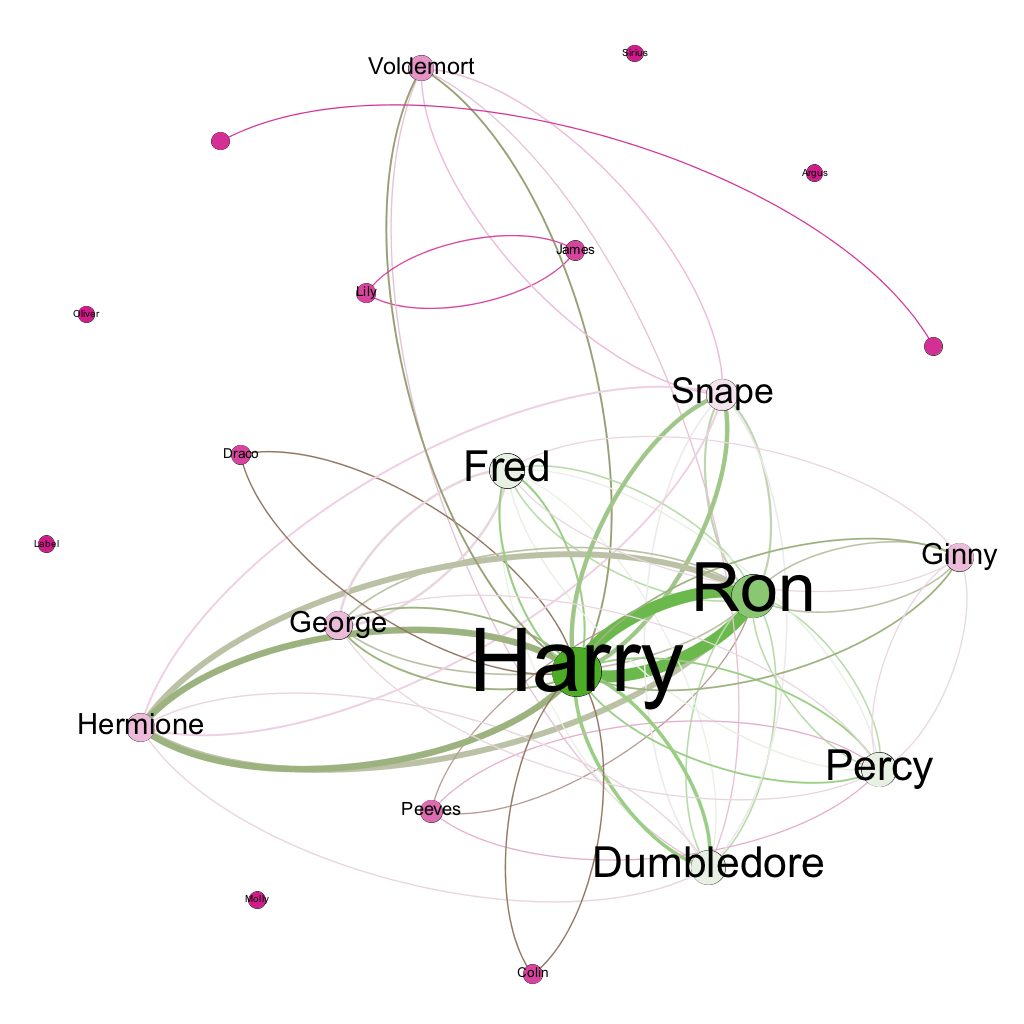 Sirius
Voldemort
Argus
James
Lily
Oliver
Snape
Draco
Fred
Label
Ginny
Ron
George
Harry
Hermione
Percy
Peeves
Dumbledore
Molly
Colin